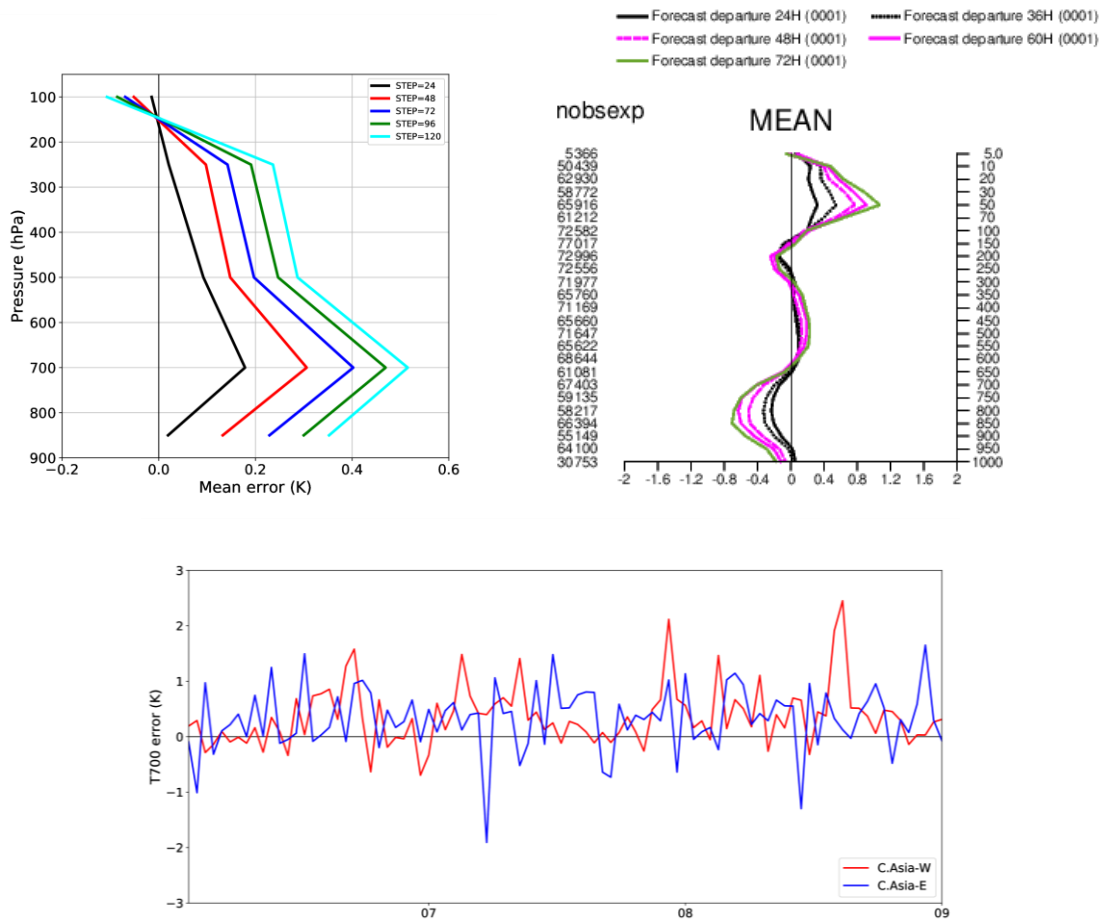 Forecast departure 24H (0001) Forecast departure 36H (0001)
Forecast departure 48H (0001) Forecast departure 60H (0001)
Forecast departure 72H (0001)
STEP=24
STEP=48
STEP=72
STEP=96
STEP=120
100
200
300
400
500
600
700
800
900
Pressure (hPa)
−0.2 0.0 0.2 0.4 0.6
Mean error (K)
nobsexp MEAN
5366 5.0
50439 10
62930 20
58772 30
65916 50
61212 70
72582 100
77017 150
72996 200
72556 250
71977 300
65760 350
71169 400
65660 450
71647 500
65622 550
68644 600
61081 650
67403 700
59135 750
58217 800
66394 850
55149 900
64100 950
30753 1000
-2 -1.6 -1.2 -0.8 -0.4 0 0.4 0.8 1.2 1.6 2
3
2
1
0
−1
−2
−3
T700 error (K)
C.Asia-W
C.Asia-E
07 08 09